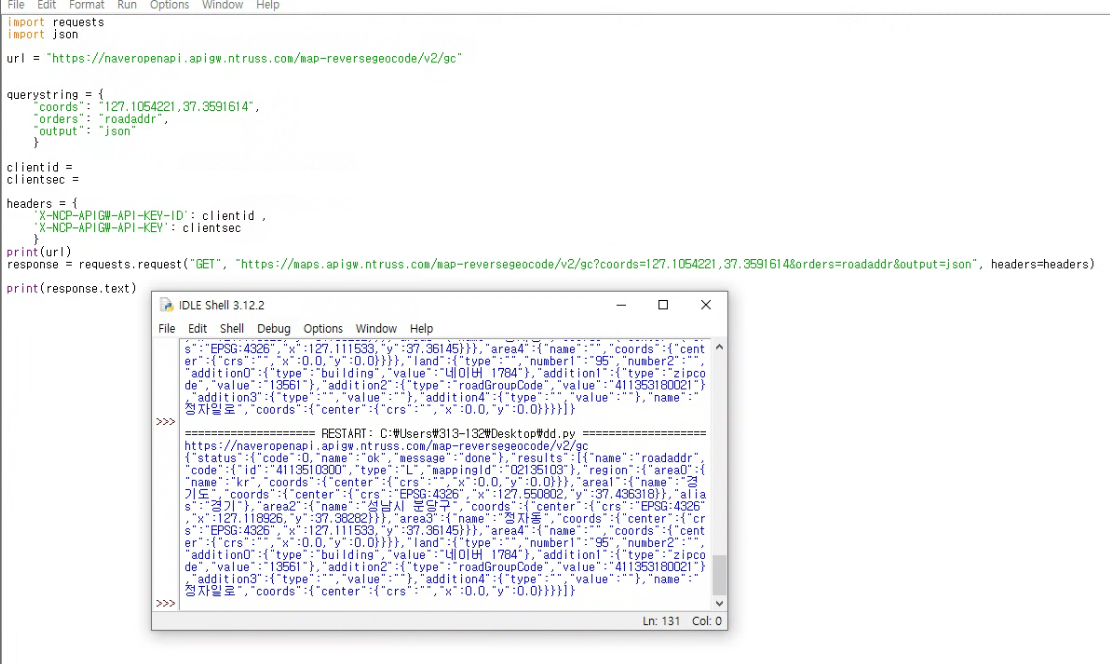 File Edit Format Run Options Window Help
import requests
import json
url = "https://naveropenapi.apigw.ntruss.com/map-reversegeocode/v2/gc"
querystring = {
"coords": "127.1054221,37.3591614",
"orders": "roadaddr",
"output": "json"
}
clientid =
clientsec =
headers = {
'X-NCP-APIGW-API-KEY-ID': clientid ,
'X-NCP-APIGW-API-KEY': clientsec
}
print(url)
response = requests.request("GET", "https://maps.apigw.ntruss.com/map-reversegeocode/v2/gc?coords=127.1054221,37.3591614&orders=roadaddr&output=json", headers=headers)
print(response.text)
IDLE Shell 3.12.2
File Edit Shell Debug Options Window Help
s":"EPSG:4326","x":127.111533,"y":37.36145}}},"area4":{"name":"","coords":{"cent
er":{"crs":"","x":0.0,"y":0.0}}}},"land":{"type":"","number1":"95","number2":"",
"addition0":{"type":"building","value":"네이버 1784"},"addition1":{"type":"zipco
de","value":"13561"},"addition2":{"type":"roadGroupCode","value":"411353180021"}
,"addition3":{"type":"","value":""},"addition4":{"type":"","value":""},"name":"
정자일로","coords":{"center":{"crs":"","x":0.0,"y":0.0}}}}]}
>>>
=================== RESTART: C:₩Users₩313-132₩Desktop₩dd.py ===================
https://naveropenapi.apigw.ntruss.com/map-reversegeocode/v2/gc
{"status":{"code":0,"name":"ok","message":"done"},"results":[{"name":"roadaddr",
"code":{"id":"4113510300","type":"L","mappingId":"02135103"},"region":{"area0":{
"name":"kr","coords":{"center":{"crs":"","x":0.0,"y":0.0}}},"area1":{"name":"경
기도","coords":{"center":{"crs":"EPSG:4326","x":127.550802,"y":37.436318}},"alia
s":"경기"},"area2":{"name":"성남시 분당구","coords":{"center":{"crs":"EPSG:4326"
,"x":127.118926,"y":37.38282}}},"area3":{"name":"정자동","coords":{"center":{"cr
s":"EPSG:4326","x":127.111533,"y":37.36145}}},"area4":{"name":"","coords":{"cent
er":{"crs":"","x":0.0,"y":0.0}}}},"land":{"type":"","number1":"95","number2":"",
"addition0":{"type":"building","value":"네이버 1784"},"addition1":{"type":"zipco
de","value":"13561"},"addition2":{"type":"roadGroupCode","value":"411353180021"}
,"addition3":{"type":"","value":""},"addition4":{"type":"","value":""},"name":"
정자일로","coords":{"center":{"crs":"","x":0.0,"y":0.0}}}}]}
>>>
Ln: 131 Col: 0